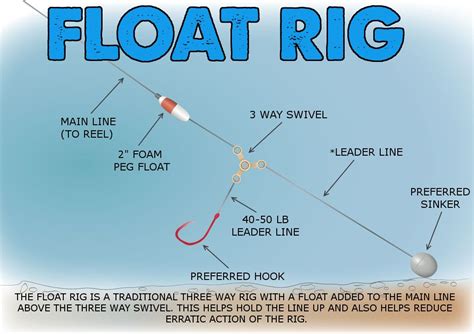 FLOAT RIG
MAIN LINE
(TO REEL)
2" FOAM
PEG FLOAT
3 WAY SWIVEL
*LEADER LINE
PREFERRED
SINKER
40-50 LB
LEADER LINE
PREFERRED HOOK
THE FLOAT RIG IS A TRADITIONAL THREE WAY RIG WITH A FLOAT ADDED TO THE MAIN LINE
ABOVE THE THREE WAY SWIVEL. THIS HELPS HOLD THE LINE UP AND ALSO HELPS REDUCE
ERRATIC ACTION OF THE RIG.